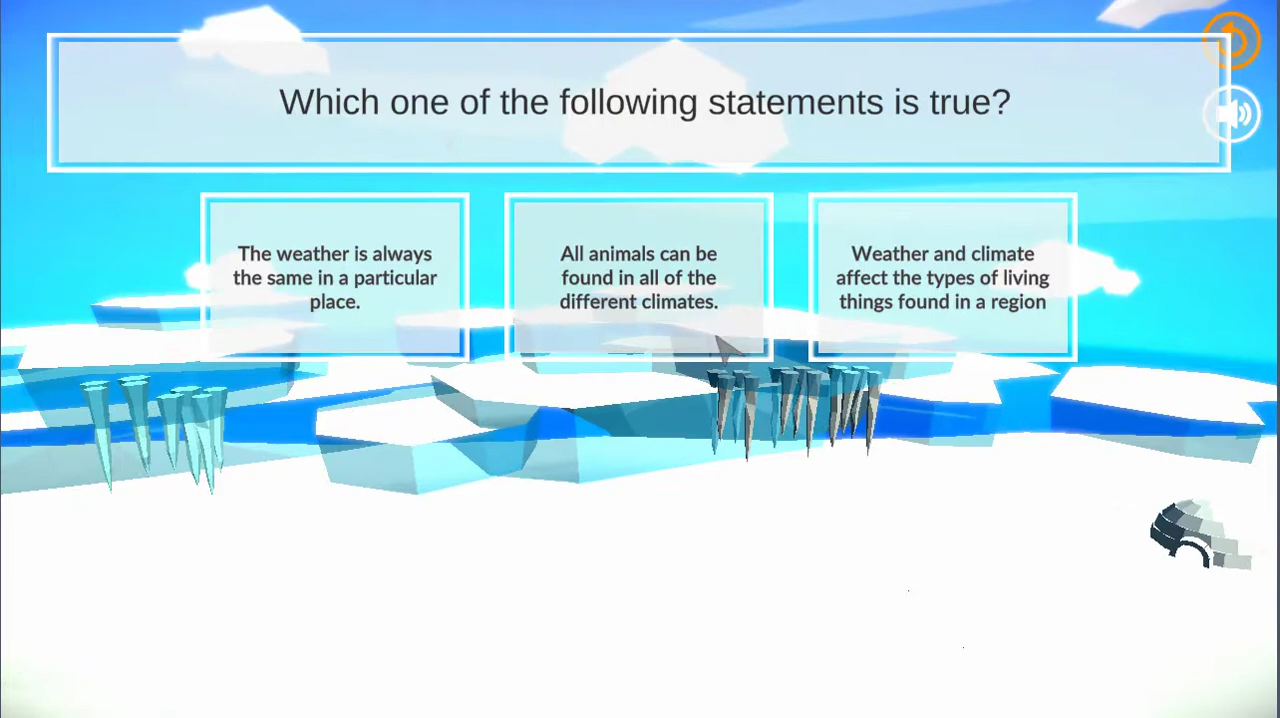 Which one of the following statements is true?
The weather is always
the same in a particular
place.
All animals can be
found in all of the
different climates.
Weather and climate
affect the types of living
things found in a region